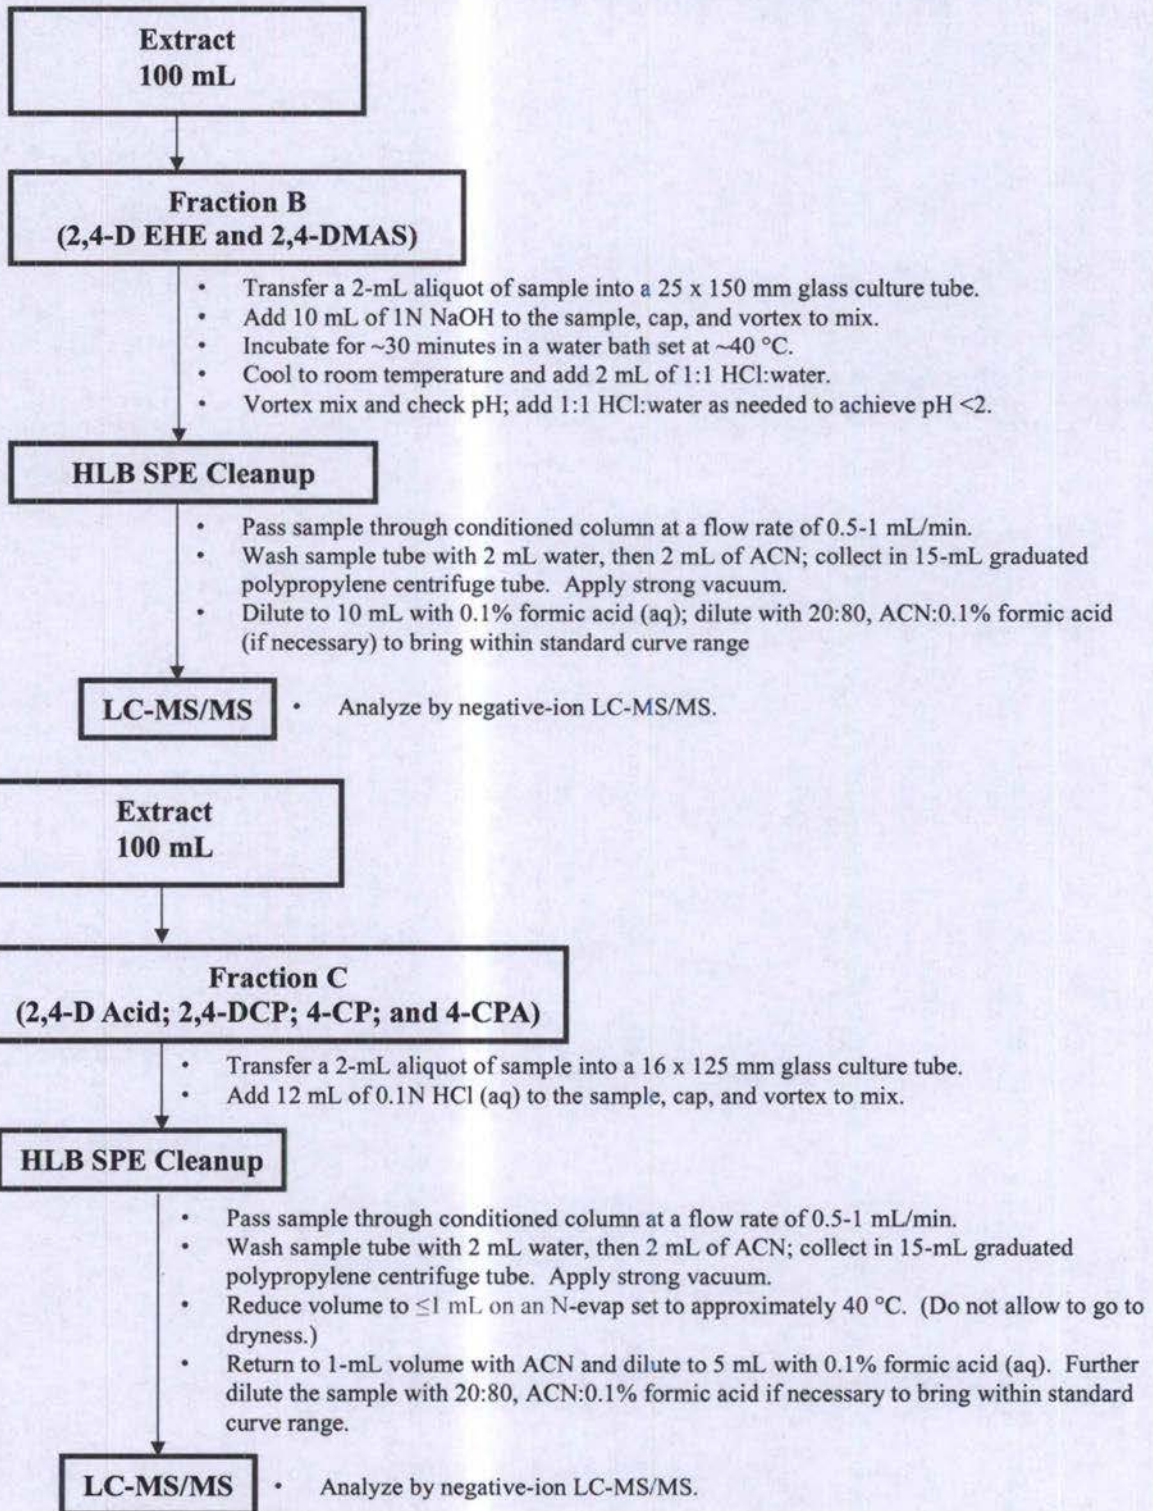 Extract
100 mL
Fraction B
(2,4-D EHE and 2,4-DMAS)
• Transfer a 2-mL aliquot of sample into a 25 x 150 mm glass culture tube.
• Add 10 mL of 1N NaOH to the sample, cap, and vortex to mix.
• Incubate for ~30 minutes in a water bath set at ~40 °C.
• Cool to room temperature and add 2 mL of 1:1 HCl:water.
• Vortex mix and check pH; add 1:1 HCl:water as needed to achieve pH <2.
HLB SPE Cleanup
• Pass sample through conditioned column at a flow rate of 0.5-1 mL/min.
• Wash sample tube with 2 mL water, then 2 mL of ACN; collect in 15-mL graduated
polypropylene centrifuge tube. Apply strong vacuum.
• Dilute to 10 mL with 0.1% formic acid (aq); dilute with 20:80, ACN:0.1% formic acid
(if necessary) to bring within standard curve range
LC-MS/MS • Analyze by negative-ion LC-MS/MS.
Extract
100 mL
Fraction C
(2,4-D Acid; 2,4-DCP; 4-CP; and 4-CPA)
• Transfer a 2-mL aliquot of sample into a 16 x 125 mm glass culture tube.
• Add 12 mL of 0.1N HCl (aq) to the sample, cap, and vortex to mix.
HLB SPE Cleanup
• Pass sample through conditioned column at a flow rate of 0.5-1 mL/min.
• Wash sample tube with 2 mL water, then 2 mL of ACN; collect in 15-mL graduated
polypropylene centrifuge tube. Apply strong vacuum.
• Reduce volume to ≤1 mL on an N-evap set to approximately 40 °C. (Do not allow to go to
dryness.)
• Return to 1-mL volume with ACN and dilute to 5 mL with 0.1% formic acid (aq). Further
dilute the sample with 20:80, ACN:0.1% formic acid if necessary to bring within standard
curve range.
LC-MS/MS • Analyze by negative-ion LC-MS/MS.